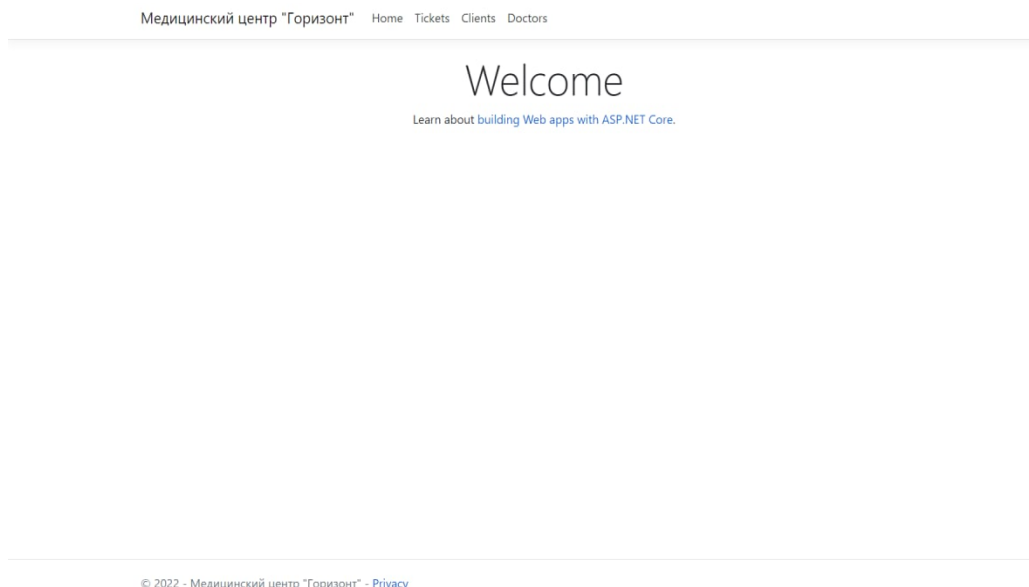 Медицинский центр "Горизонт" Home Tickets Clients Doctors
Welcome
Learn about building Web apps with ASP.NET Core.
© 2022 - Медицинский центр "Горизонт" - Privacy